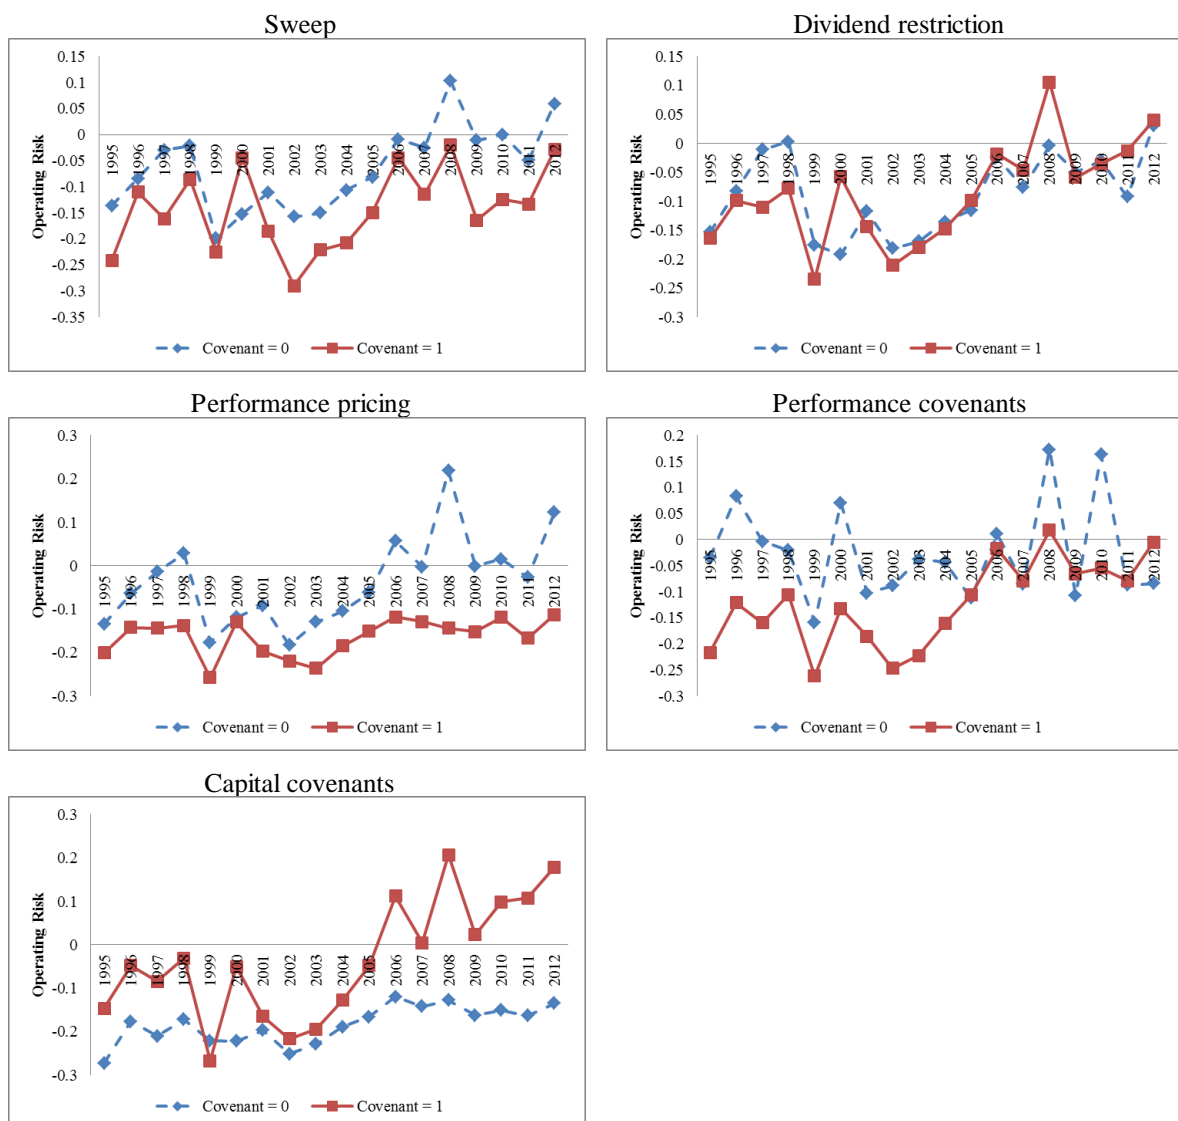 Sweep
0.15
0.1
0.05
0
-0.05
-0.1
-0.15
-0.2
-0.25
-0.3
-0.35
Operating Risk
1995 1996 1997 1998 1999 2000 2001 2002 2003 2004 2005 2006 2007 2008 2009 2010 2011 2012
Covenant = 0 Covenant = 1
Dividend restriction
0.15
0.1
0.05
0
-0.05
-0.1
-0.15
-0.2
-0.25
-0.3
Operating Risk
1995 1996 1997 1998 1999 2000 2001 2002 2003 2004 2005 2006 2007 2008 2009 2010 2011 2012
Covenant = 0 Covenant = 1
Performance pricing
0.3
0.2
0.1
0
-0.1
-0.2
-0.3
Operating Risk
1995 1996 1997 1998 1999 2000 2001 2002 2003 2004 2005 2006 2007 2008 2009 2010 2011 2012
Covenant = 0 Covenant = 1
Performance covenants
0.2
0.15
0.1
0.05
0
-0.05
-0.1
-0.15
-0.2
-0.25
-0.3
Operating Risk
1995 1996 1997 1998 1999 2000 2001 2002 2003 2004 2005 2006 2007 2008 2009 2010 2011 2012
Covenant = 0 Covenant = 1
Capital covenants
0.3
0.2
0.1
0
-0.1
-0.2
-0.3
Operating Risk
1995 1996 1997 1998 1999 2000 2001 2002 2003 2004 2005 2006 2007 2008 2009 2010 2011 2012
Covenant = 0 Covenant = 1